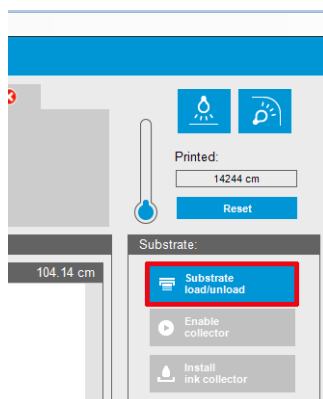 Printed:
14244 cm
Reset
Substrate:
104.14 cm
Substrate
load/unload
Enable
collector
Install
ink collector